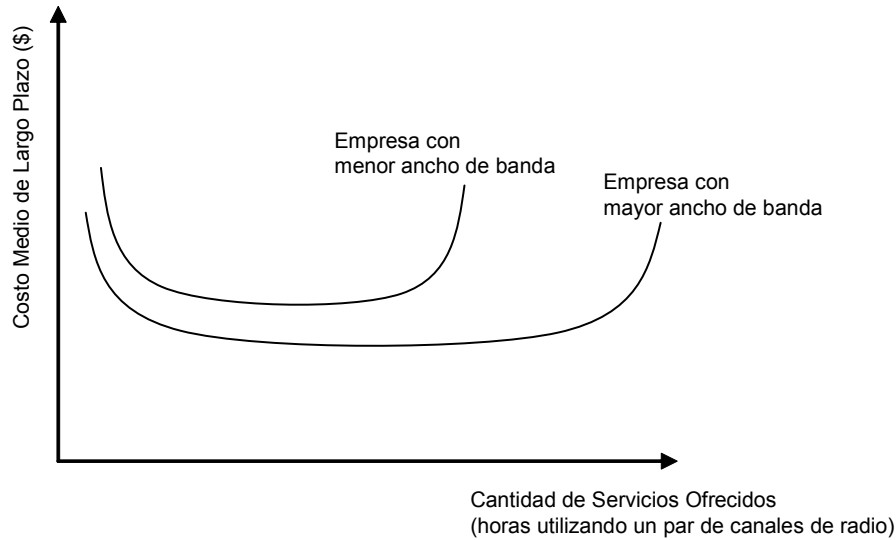 Costo Medio de Largo Plazo ($)
Empresa con
menor ancho de banda
Empresa con
mayor ancho de banda
Cantidad de Servicios Ofrecidos
(horas utilizando un par de canales de radio)